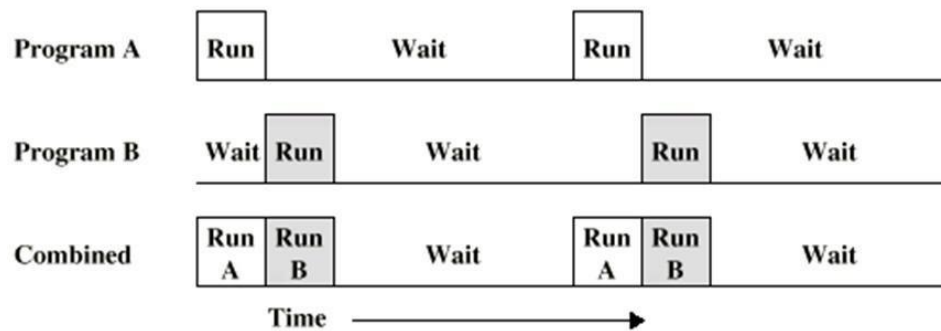 Program A Run Wait Run Wait
Program B Wait Run Wait Run Wait
Combined Run A Run B Wait Run A Run B Wait
Time